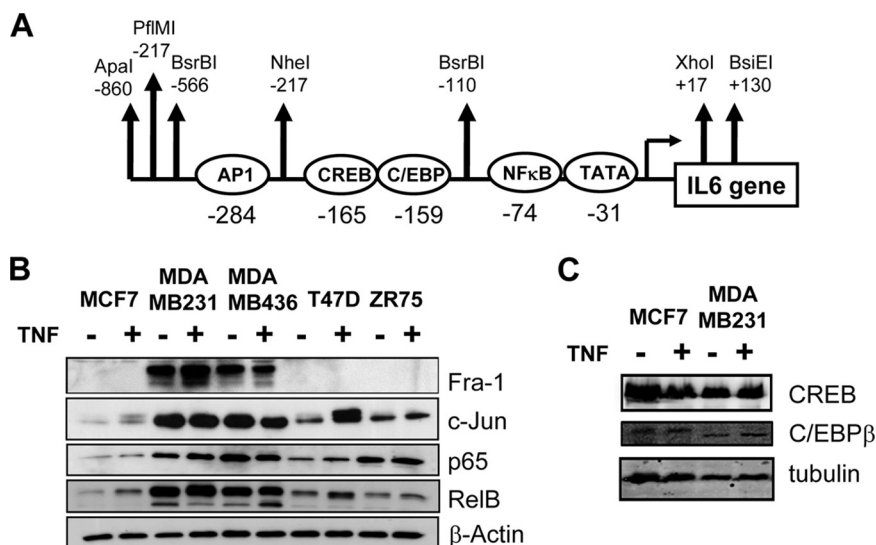 A
PflMI
-217
ApaI
-860
BsrBI
-566
NheI
-217
BsrBI
-110
XhoI
+17
BsiEI
+130
AP1
CREB
C/EBP
NFκB
TATA
IL6 gene
-284
-165
-159
-74
-31
B
MCF7
MDA
MB231
MDA
MB436
T47D
ZR75
TNF - + - + - + - + - +
Fra-1
c-Jun
p65
RelB
β-Actin
C
MCF7
MDA
MB231
TNF - + - +
CREB
C/EBPβ
tubulin